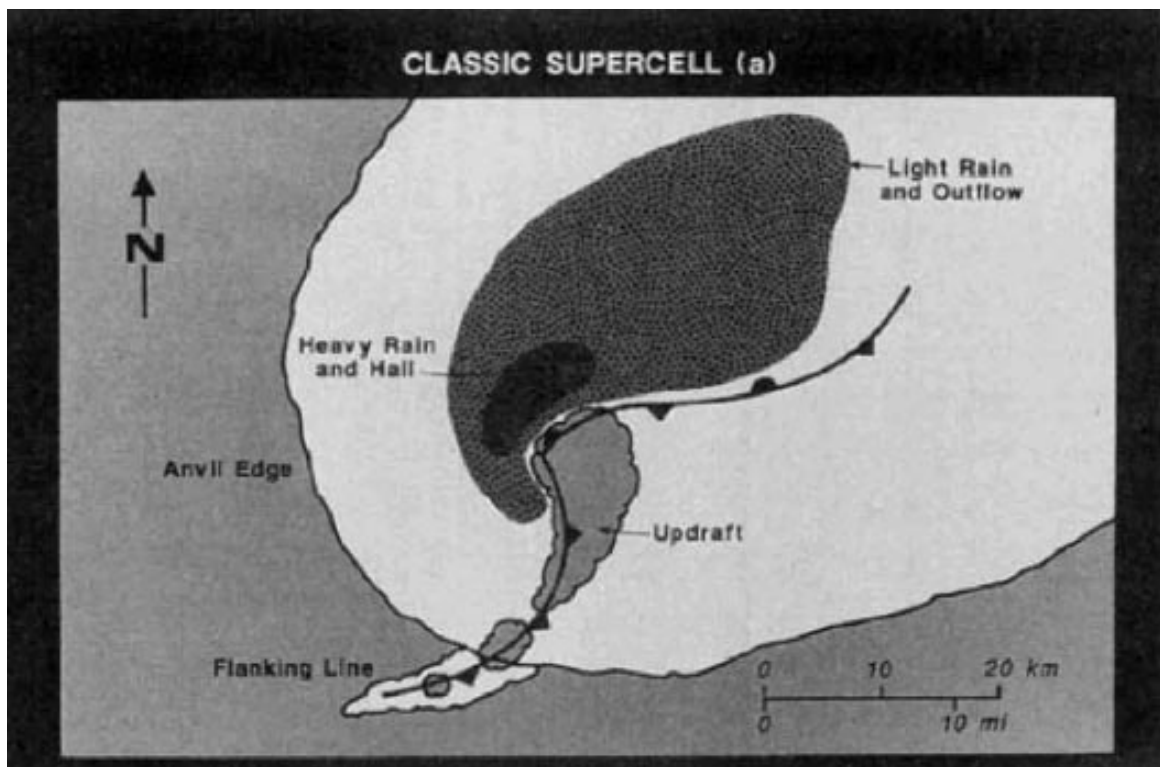 CLASSIC SUPERCELL (a)
N
Light Rain
and Outflow
Heavy Rain
and Hail
Anvil Edge
Updraft
Flanking Line
0 10 20 km
0 10 mi